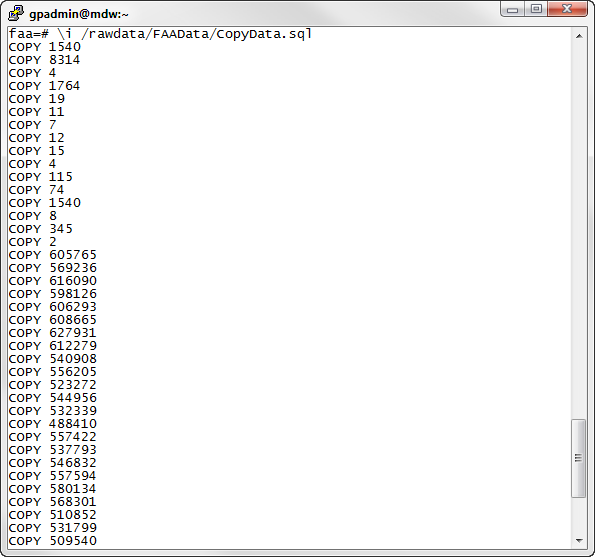 gpadmin@mdw:~
faa=# \i /rawdata/FAAData/CopyData.sql
COPY 1540
COPY 8314
COPY 4
COPY 1764
COPY 19
COPY 11
COPY 7
COPY 12
COPY 15
COPY 4
COPY 115
COPY 74
COPY 1540
COPY 8
COPY 345
COPY 2
COPY 605765
COPY 569236
COPY 616090
COPY 598126
COPY 606293
COPY 608665
COPY 627931
COPY 612279
COPY 540908
COPY 556205
COPY 523272
COPY 544956
COPY 532339
COPY 488410
COPY 557422
COPY 537793
COPY 546832
COPY 557594
COPY 580134
COPY 568301
COPY 510852
COPY 531799
COPY 509540